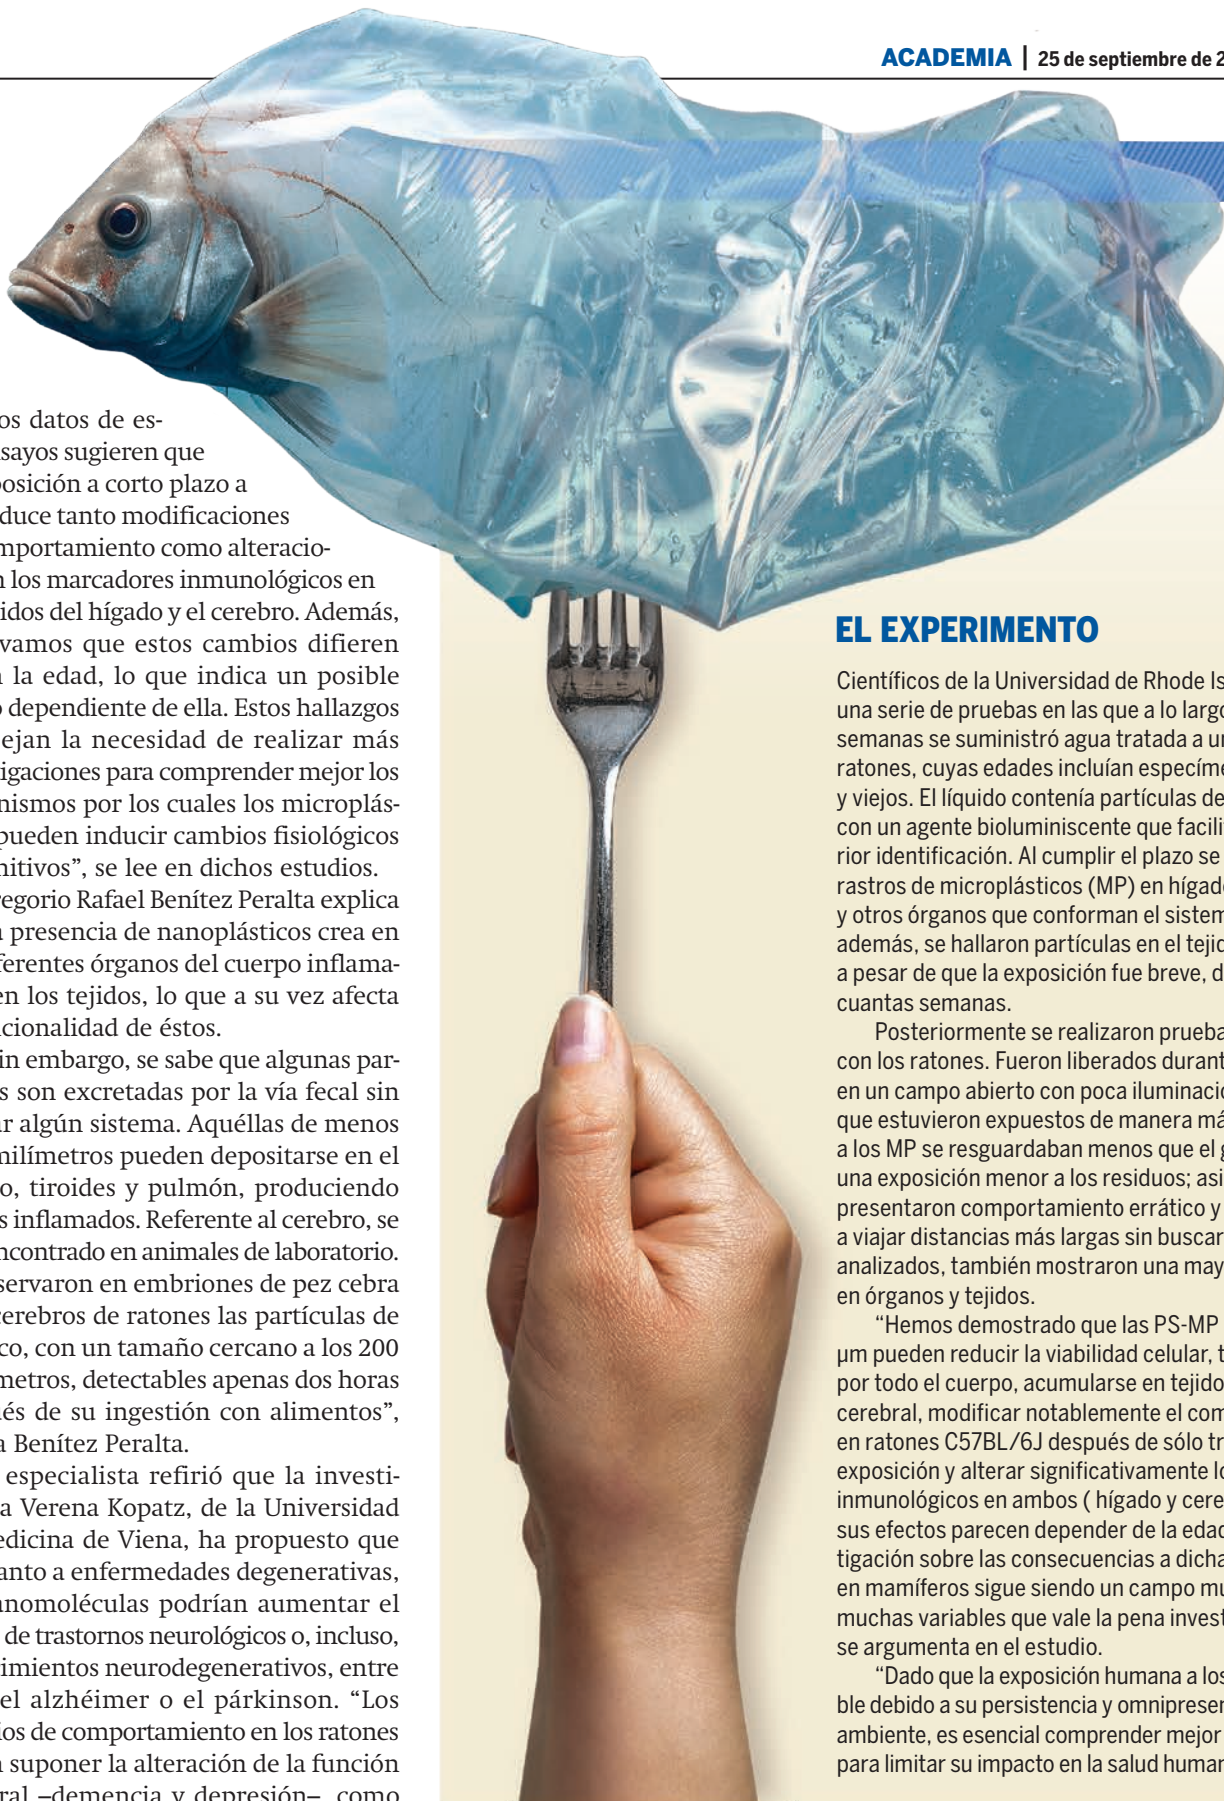 ACADEMIA | 25 de septiembre de 2
os datos de es-
sayos sugieren que
posición a corto plazo a
duce tanto modificaciones
mportamiento como alteracio-
n los marcadores inmunológicos en
idos del hígado y el cerebro. Además,
vamos que estos cambios difieren
n la edad, lo que indica un posible
o dependiente de ella. Estos hallazgos
ejan la necesidad de realizar más
igaciones para comprender mejor los
nismos por los cuales los microplás-
pueden inducir cambios fisiológicos
nitivos”, se lee en dichos estudios.
regorio Rafael Benítez Peralta explica
a presencia de nanoplásticos crea en
ferentes órganos del cuerpo inflama-
en los tejidos, lo que a su vez afecta
ncionalidad de éstos.
in embargo, se sabe que algunas par-
s son excretadas por la vía fecal sin
ar algún sistema. Aquéllas de menos
milímetros pueden depositarse en el
o, tiroides y pulmón, produciendo
s inflamados. Referente al cerebro, se
ncontrado en animales de laboratorio.
servaron en embriones de pez cebra
cerebros de ratones las partículas de
ico, con un tamaño cercano a los 200
metros, detectables apenas dos horas
ués de su ingestión con alimentos”,
a Benítez Peralta.
especialista refirió que la investi-
a Verena Kopatz, de la Universidad
edicina de Viena, ha propuesto que
anto a enfermedades degenerativas,
anomoléculas podrían aumentar el
de trastornos neurológicos o, incluso,
cimientos neurodegenerativos, entre
el alzhéimer o el párkinson. “Los
ios de comportamiento en los ratones
n suponer la alteración de la función
ral –demencia y depresión–, como
EL EXPERIMENTO
Científicos de la Universidad de Rhode Is
una serie de pruebas en las que a lo largo
semanas se suministró agua tratada a un
ratones, cuyas edades incluían especíme
y viejos. El líquido contenía partículas de
con un agente bioluminiscente que facili
rior identificación. Al cumplir el plazo se
rastros de microplásticos (MP) en hígado
y otros órganos que conforman el sistem
además, se hallaron partículas en el tejid
a pesar de que la exposición fue breve, d
cuantas semanas.
Posteriormente se realizaron prueba
con los ratones. Fueron liberados durant
en un campo abierto con poca iluminació
que estuvieron expuestos de manera má
a los MP se resguardaban menos que el g
una exposición menor a los residuos; asi
presentaron comportamiento errático y
a viajar distancias más largas sin buscar
analizados, también mostraron una may
en órganos y tejidos.
“Hemos demostrado que las PS-MP
µm pueden reducir la viabilidad celular, t
por todo el cuerpo, acumularse en tejido
cerebral, modificar notablemente el com
en ratones C57BL/6J después de sólo tr
exposición y alterar significativamente lo
inmunológicos en ambos ( hígado y cere
sus efectos parecen depender de la edad
tigación sobre las consecuencias a dicha
en mamíferos sigue siendo un campo mu
muchas variables que vale la pena invest
se argumenta en el estudio.
“Dado que la exposición humana a los
ble debido a su persistencia y omnipresen
ambiente, es esencial comprender mejor
para limitar su impacto en la salud human